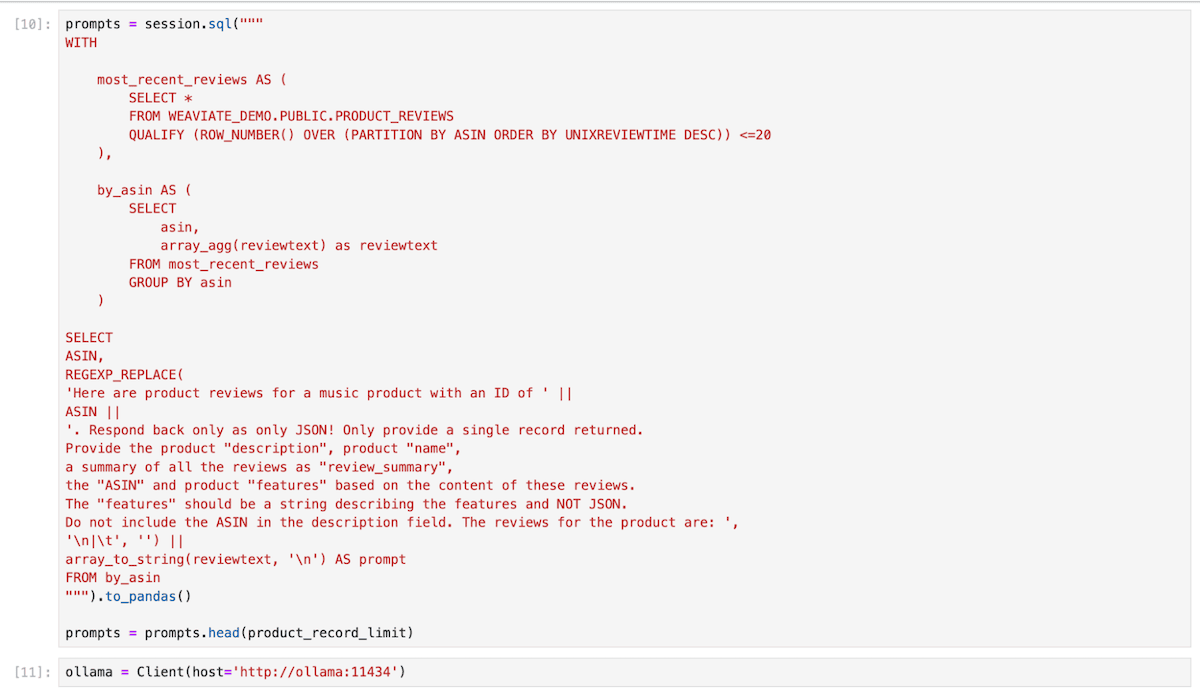 [10]: prompts = session.sql("""
WITH
most_recent_reviews AS (
SELECT *
FROM WEAVIATE_DEMO.PUBLIC.PRODUCT_REVIEWS
QUALIFY (ROW_NUMBER() OVER (PARTITION BY ASIN ORDER BY UNIXREVIEWTIME DESC)) <=20
),
by_asin AS (
SELECT
asin,
array_agg(reviewtext) as reviewtext
FROM most_recent_reviews
GROUP BY asin
)
SELECT
ASIN,
REGEXP_REPLACE(
'Here are product reviews for a music product with an ID of ' ||
ASIN ||
'. Respond back only as only JSON! Only provide a single record returned.
Provide the product "description", product "name",
a summary of all the reviews as "review_summary",
the "ASIN" and product "features" based on the content of these reviews.
The "features" should be a string describing the features and NOT JSON.
Do not include the ASIN in the description field. The reviews for the product are: ',
'\n|\t', '') ||
array_to_string(reviewtext, '\n') AS prompt
FROM by_asin
""").to_pandas()
prompts = prompts.head(product_record_limit)
[11]: ollama = Client(host='http://ollama:11434')